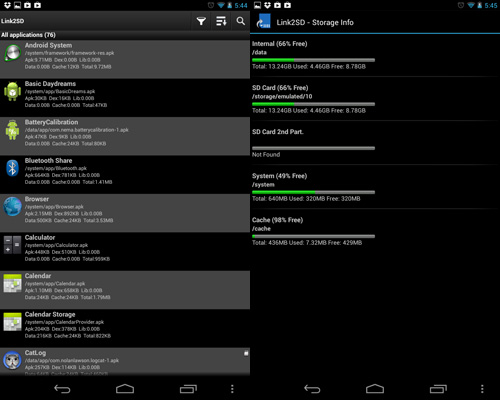 5:44
Link2SD
All applications (76)
Android System
/system/framework/framework-res.apk
Apk:9.71MB Dex:0.00B Lib:0.00B
Data:0.00B Cache:12KB Total:9.72MB
Basic Daydreams
/system/app/BasicDreams.apk
Apk:30KB Dex:16KB Lib:0.00B
Data:0.00B Cache:0.00B Total:47KB
BatteryCalibration
/data/app/com.nema.batterycalibration-1.apk
Apk:47KB Dex:9KB Lib:0.00B
Data:0.00B Cache:24KB Total:80KB
Bluetooth Share
/system/app/Bluetooth.apk
Apk:664KB Dex:781KB Lib:0.00B
Data:0.00B Cache:0.00B Total:1.41MB
Browser
/system/app/Browser.apk
Apk:2.15MB Dex:892KB Lib:0.00B
Data:500KB Cache:24KB Total:3.53MB
Calculator
/system/app/Calculator.apk
Apk:448KB Dex:510KB Lib:0.00B
Data:0.00B Cache:0.00B Total:959KB
Calendar
/system/app/Calendar.apk
Apk:1.10MB Dex:656KB Lib:0.00B
Data:24KB Cache:24KB Total:1.79MB
Calendar Storage
/system/app/CalendarProvider.apk
Apk:204KB Dex:378KB Lib:0.00B
Data:216KB Cache:24KB Total:822KB
CatLog
/data/app/com.nolanlawson.logcat-1.apk
Apk:257KB Dex:114KB Lib:0.00B
5:45
Link2SD - Storage Info
Internal (66% Free)
/data
Total: 13.24GB Used: 4.46GB Free: 8.78GB
SD Card (66% Free)
/storage/emulated/10
Total: 13.24GB Used: 4.46GB Free: 8.78GB
SD Card 2nd Part.
Not Found
System (49% Free)
/system
Total: 640MB Used: 320MB Free: 320MB
Cache (98% Free)
/cache
Total: 436MB Used: 7.32MB Free: 429MB